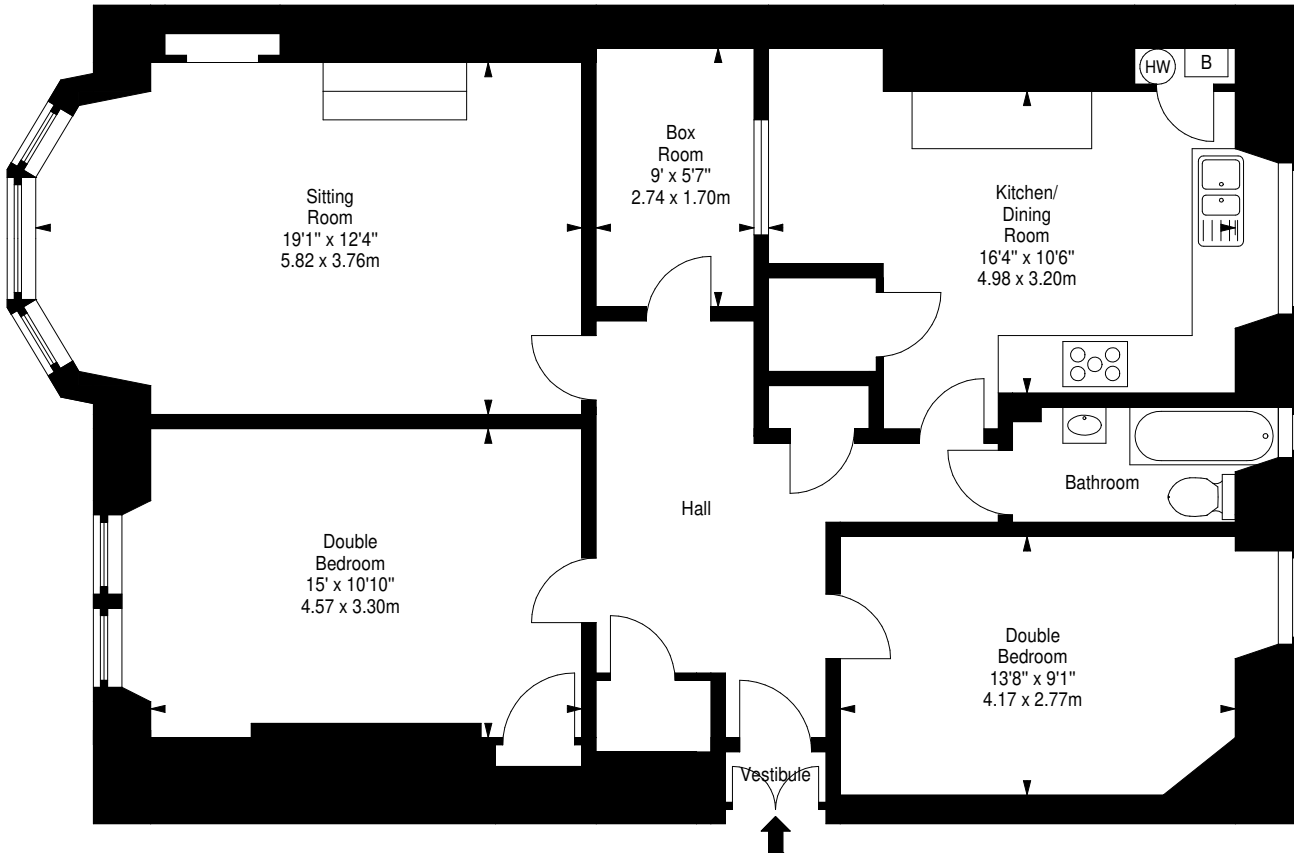 HW
B
Box
Room
9' x 5'7"
2.74 x 1.70m
Sitting
Room
19'1" x 12'4"
5.82 x 3.76m
Kitchen/
Dining
Room
16'4" x 10'6"
4.98 x 3.20m
Bathroom
Hall
Double
Bedroom
15' x 10'10"
4.57 x 3.30m
Double
Bedroom
13'8" x 9'1"
4.17 x 2.77m
Vestibule